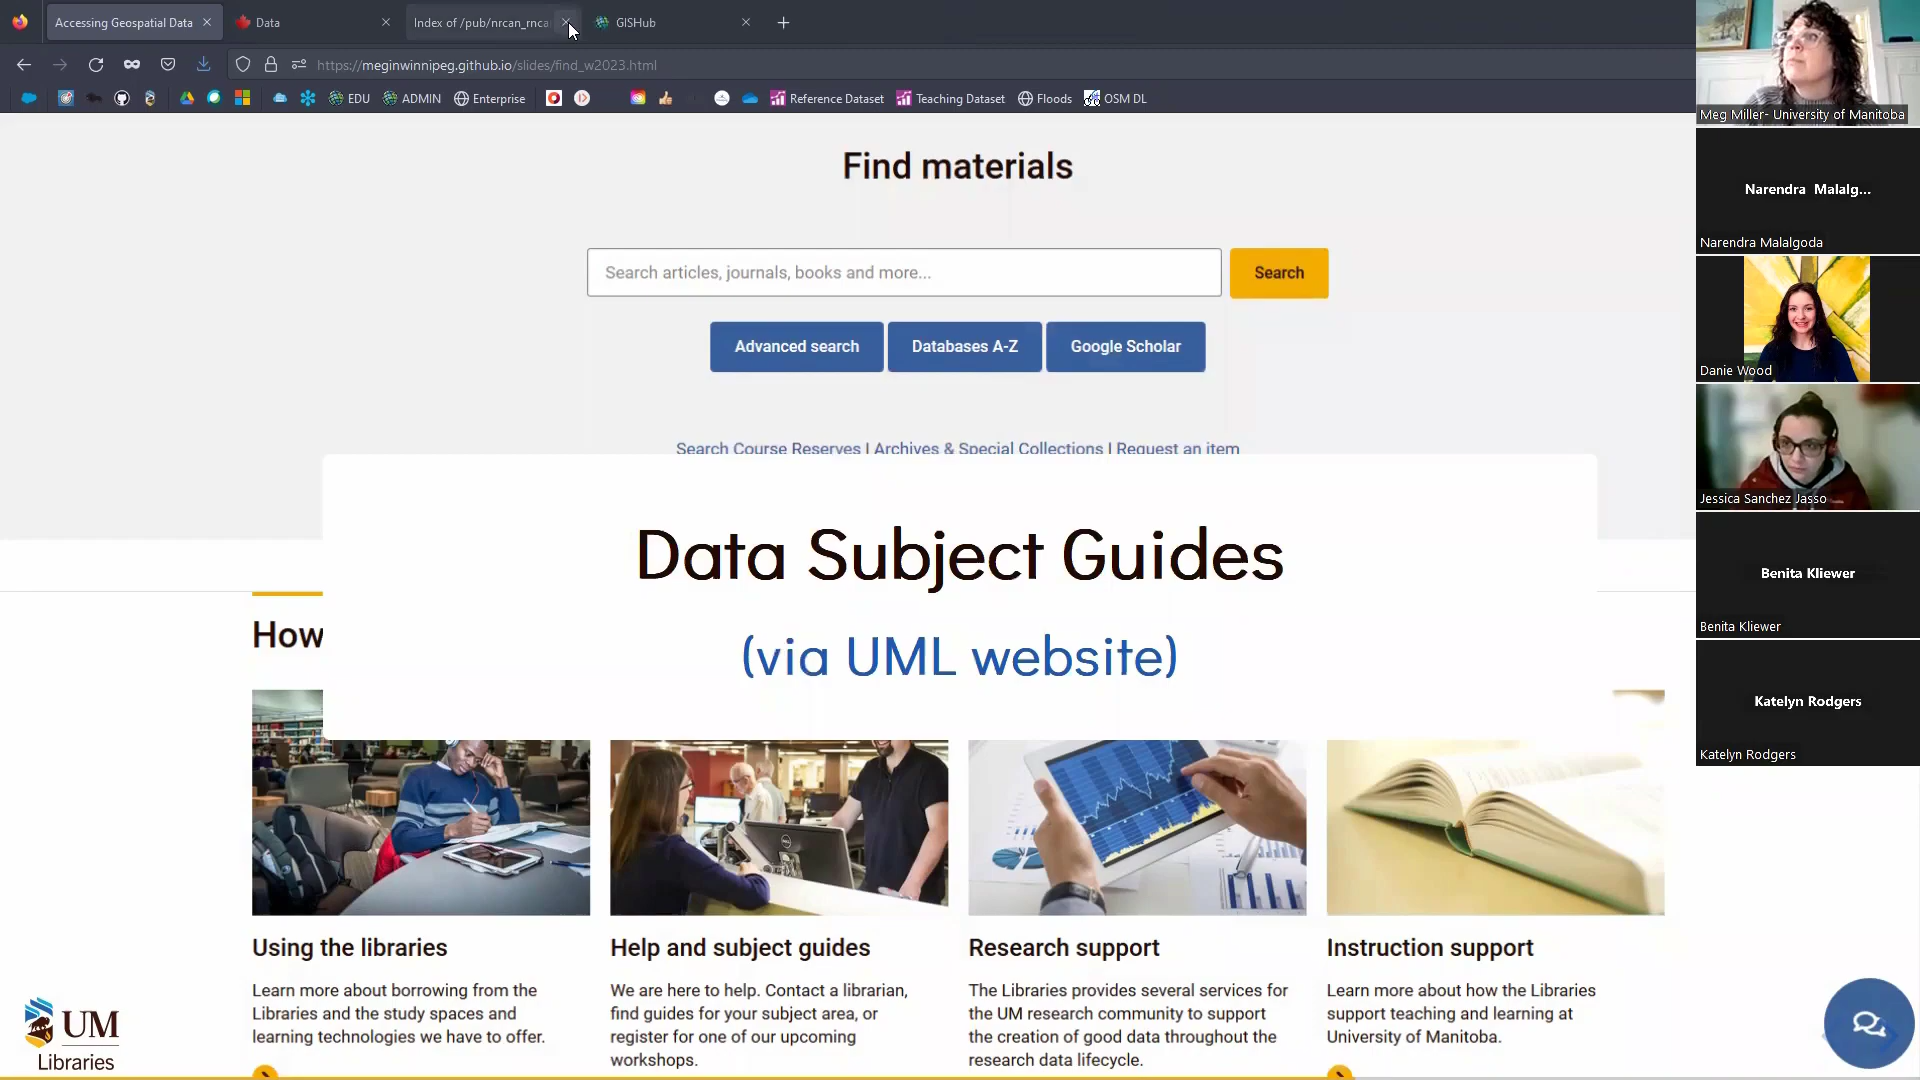 Accessing Geospatial Data
Data
Index of /pub/nrcan_rnca
GISHub
https://meginwinnipeg.github.io/slides/find_w2023.html
EDU
ADMIN
Enterprise
Reference Dataset
Teaching Dataset
Floods
OSM DL
Find materials
Search articles, journals, books and more...
Search
Advanced search
Databases A-Z
Google Scholar
Search Course Reserves | Archives & Special Collections | Request an item
Data Subject Guides
(via UML website)
How
Using the libraries
Learn more about borrowing from the
Libraries and the study spaces and
learning technologies we have to offer.
Help and subject guides
We are here to help. Contact a librarian,
find guides for your subject area, or
register for one of our upcoming
workshops.
Research support
The Libraries provides several services for
the UM research community to support
the creation of good data throughout the
research data lifecycle.
Instruction support
Learn more about how the Libraries
support teaching and learning at
University of Manitoba.
UM
Libraries
Meg Miller- University of Manitoba
Narendra Malalg...
Narendra Malalgoda
Danie Wood
Jessica Sanchez Jasso
Benita Kliewer
Benita Kliewer
Katelyn Rodgers
Katelyn Rodgers